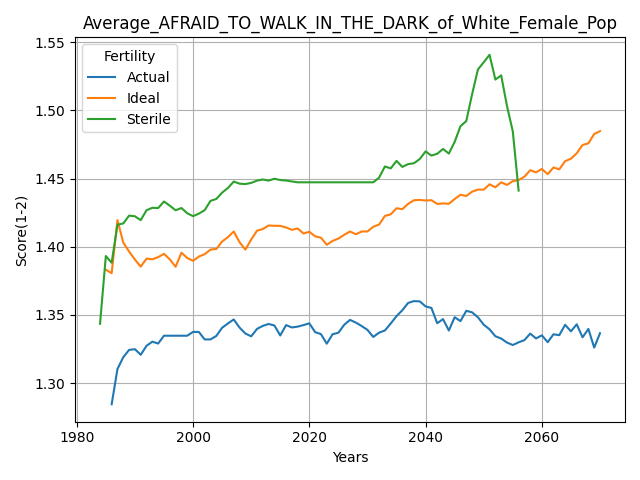 Average_AFRAID_TO_WALK_IN_THE_DARK_of_White_Female_Pop
Fertility
Actual
Ideal
Sterile
Score(1-2)
1.55
1.50
1.45
1.40
1.35
1.30
1980
2000
2020
2040
2060
Years